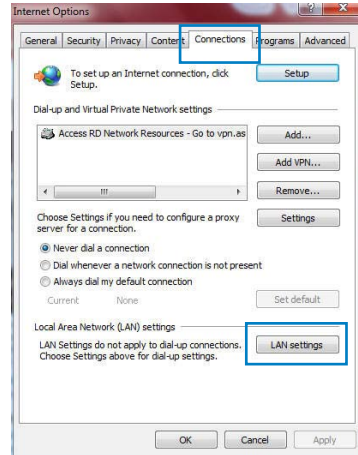 Internet Options
General Security Privacy Content Connections Programs Advanced
To set up an Internet connection, click Setup.
Setup
Dial-up and Virtual Private Network settings
Access RD Network Resources - Go to vpn.as
Add...
Add VPN...
Remove...
Choose Settings if you need to configure a proxy
server for a connection.
Settings
Never dial a connection
Dial whenever a network connection is not present
Always dial my default connection
Current None
Set default
Local Area Network (LAN) settings
LAN Settings do not apply to dial-up connections.
Choose Settings above for dial-up settings.
LAN settings
OK Cancel Apply